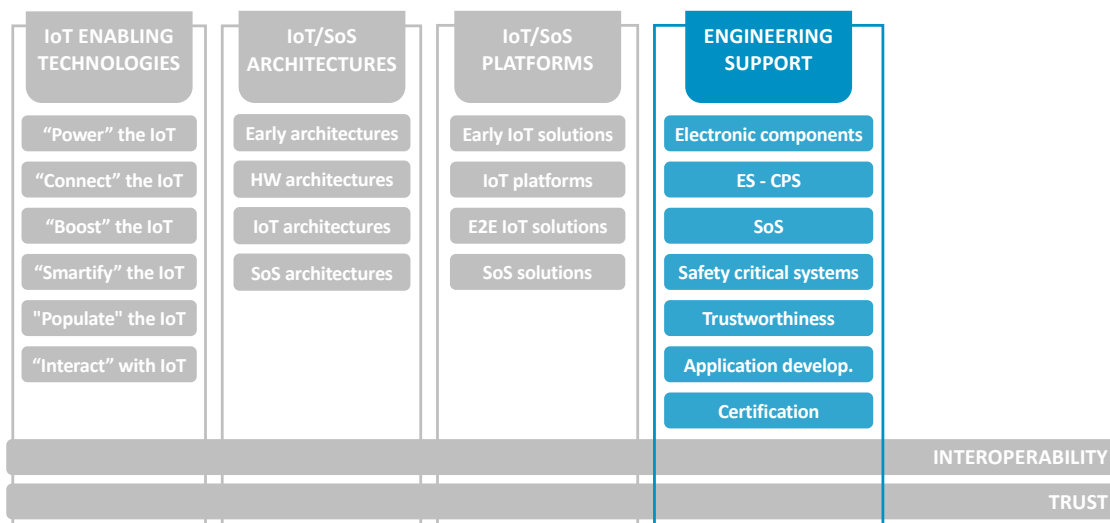 IoT ENABLING
TECHNOLOGIES
“Power” the IoT
“Connect” the IoT
“Boost” the IoT
“Smartify” the IoT
"Populate" the IoT
“Interact” with IoT
IoT/SoS
ARCHITECTURES
Early architectures
HW architectures
IoT architectures
SoS architectures
IoT/SoS
PLATFORMS
Early IoT solutions
IoT platforms
E2E IoT solutions
SoS solutions
ENGINEERING
SUPPORT
Electronic components
ES - CPS
SoS
Safety critical systems
Trustworthiness
Application develop.
Certification
INTEROPERABILITY
TRUST